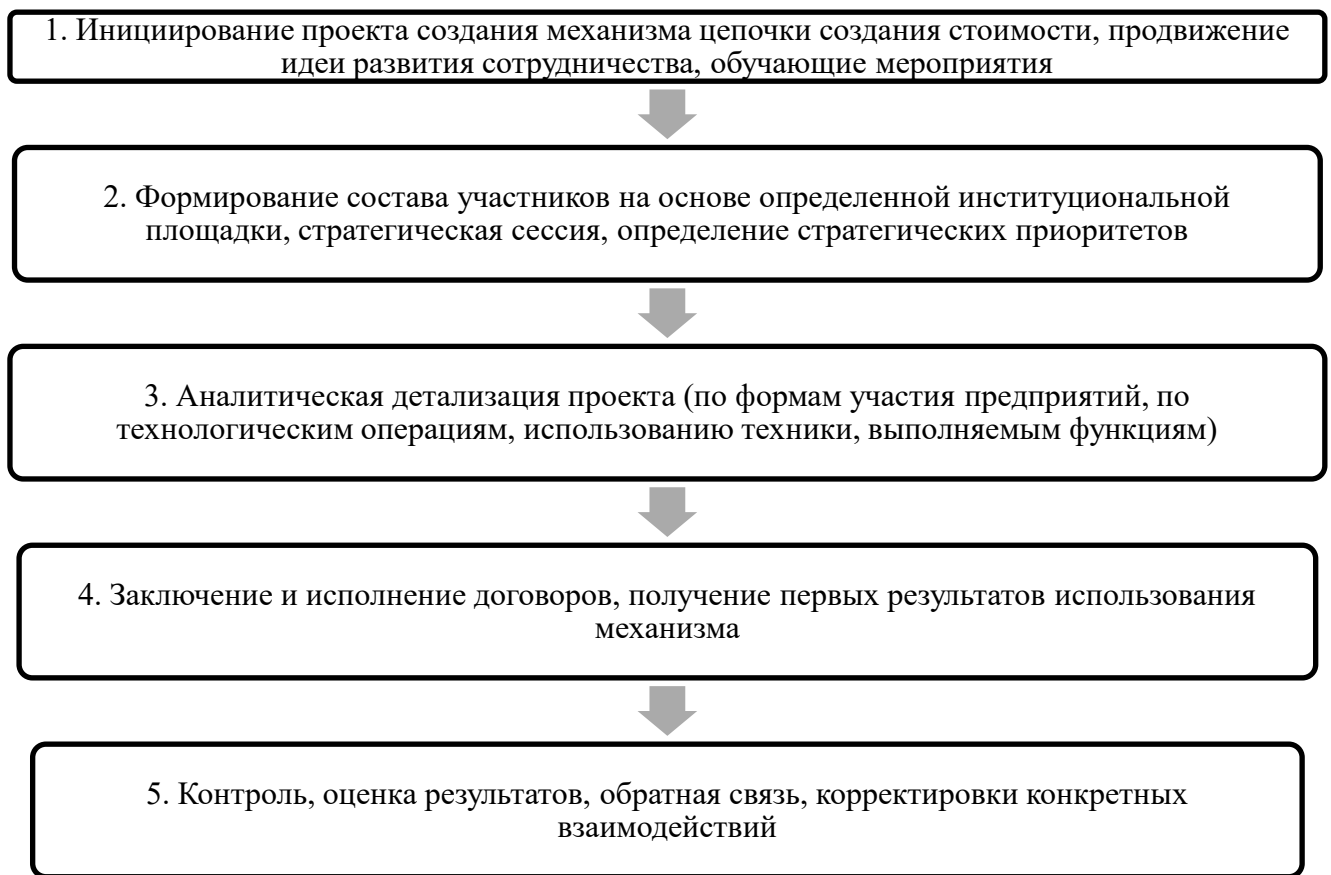 1. Инициирование проекта создания механизма цепочки создания стоимости, продвижение
идеи развития сотрудничества, обучающие мероприятия
2. Формирование состава участников на основе определенной институциональной
площадки, стратегическая сессия, определение стратегических приоритетов
3. Аналитическая детализация проекта (по формам участия предприятий, по
технологическим операциям, использованию техники, выполняемым функциям)
4. Заключение и исполнение договоров, получение первых результатов использования
механизма
5. Контроль, оценка результатов, обратная связь, корректировки конкретных
взаимодействий